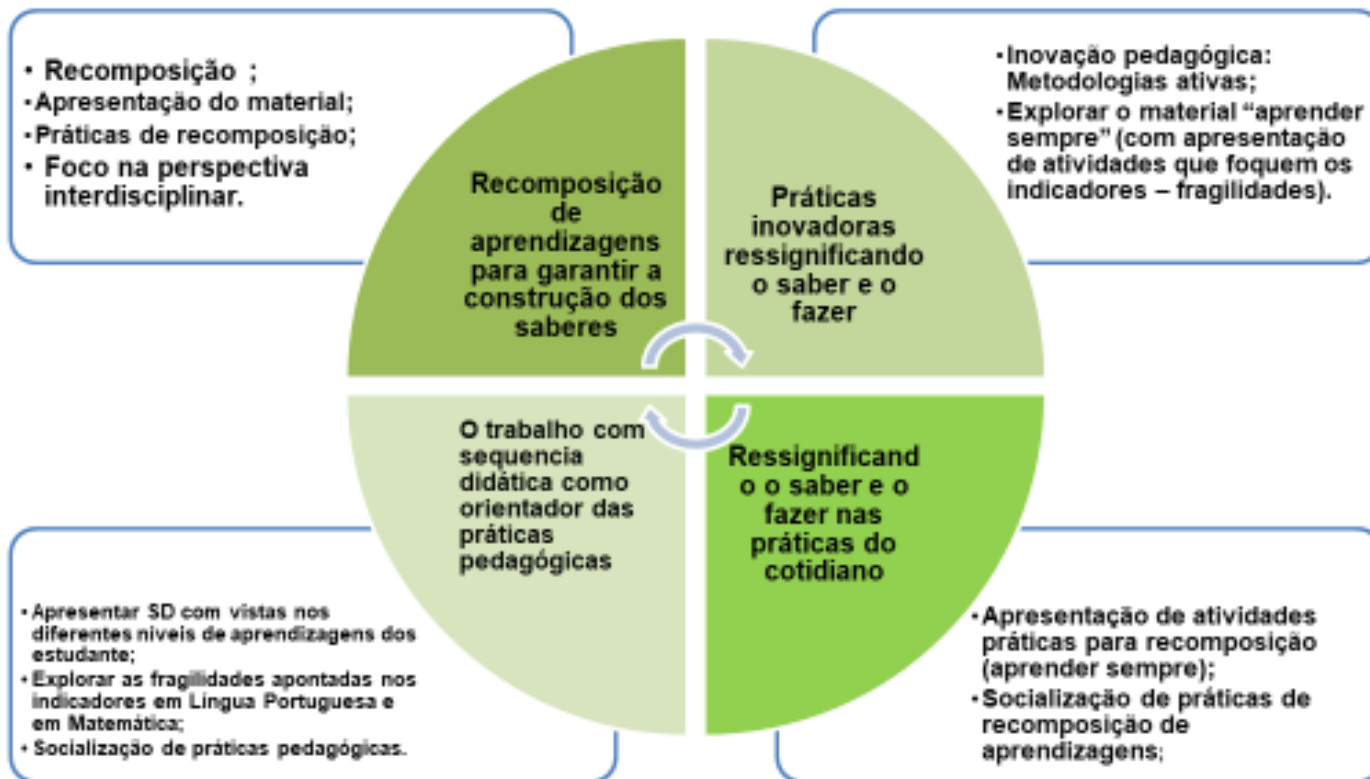 • Recomposição ;
•Apresentação do material;
•Práticas de recomposição;
• Foco na perspectiva
interdisciplinar.
Recomposição
de
aprendizagens
para garantir a
construção dos
saberes
Práticas
inovadoras
ressignificando
o saber e o
fazer
•Inovação pedagógica:
Metodologias ativas;
•Explorar o material “aprender
sempre” (com apresentação
de atividades que foquem os
indicadores – fragilidades).
O trabalho com
sequencia
didática como
orientador das
práticas
pedagógicas
Ressignificand
o o saber e o
fazer nas
práticas do
cotidiano
• Apresentar SD com vistas nos
diferentes níveis de aprendizagens dos
estudante;
• Explorar as fragilidades apontadas nos
indicadores em Língua Portuguesa e
em Matemática;
• Socialização de práticas pedagógicas.
•Apresentação de atividades
práticas para recomposição
(aprender sempre);
•Socialização de práticas de
recomposição de
aprendizagens;